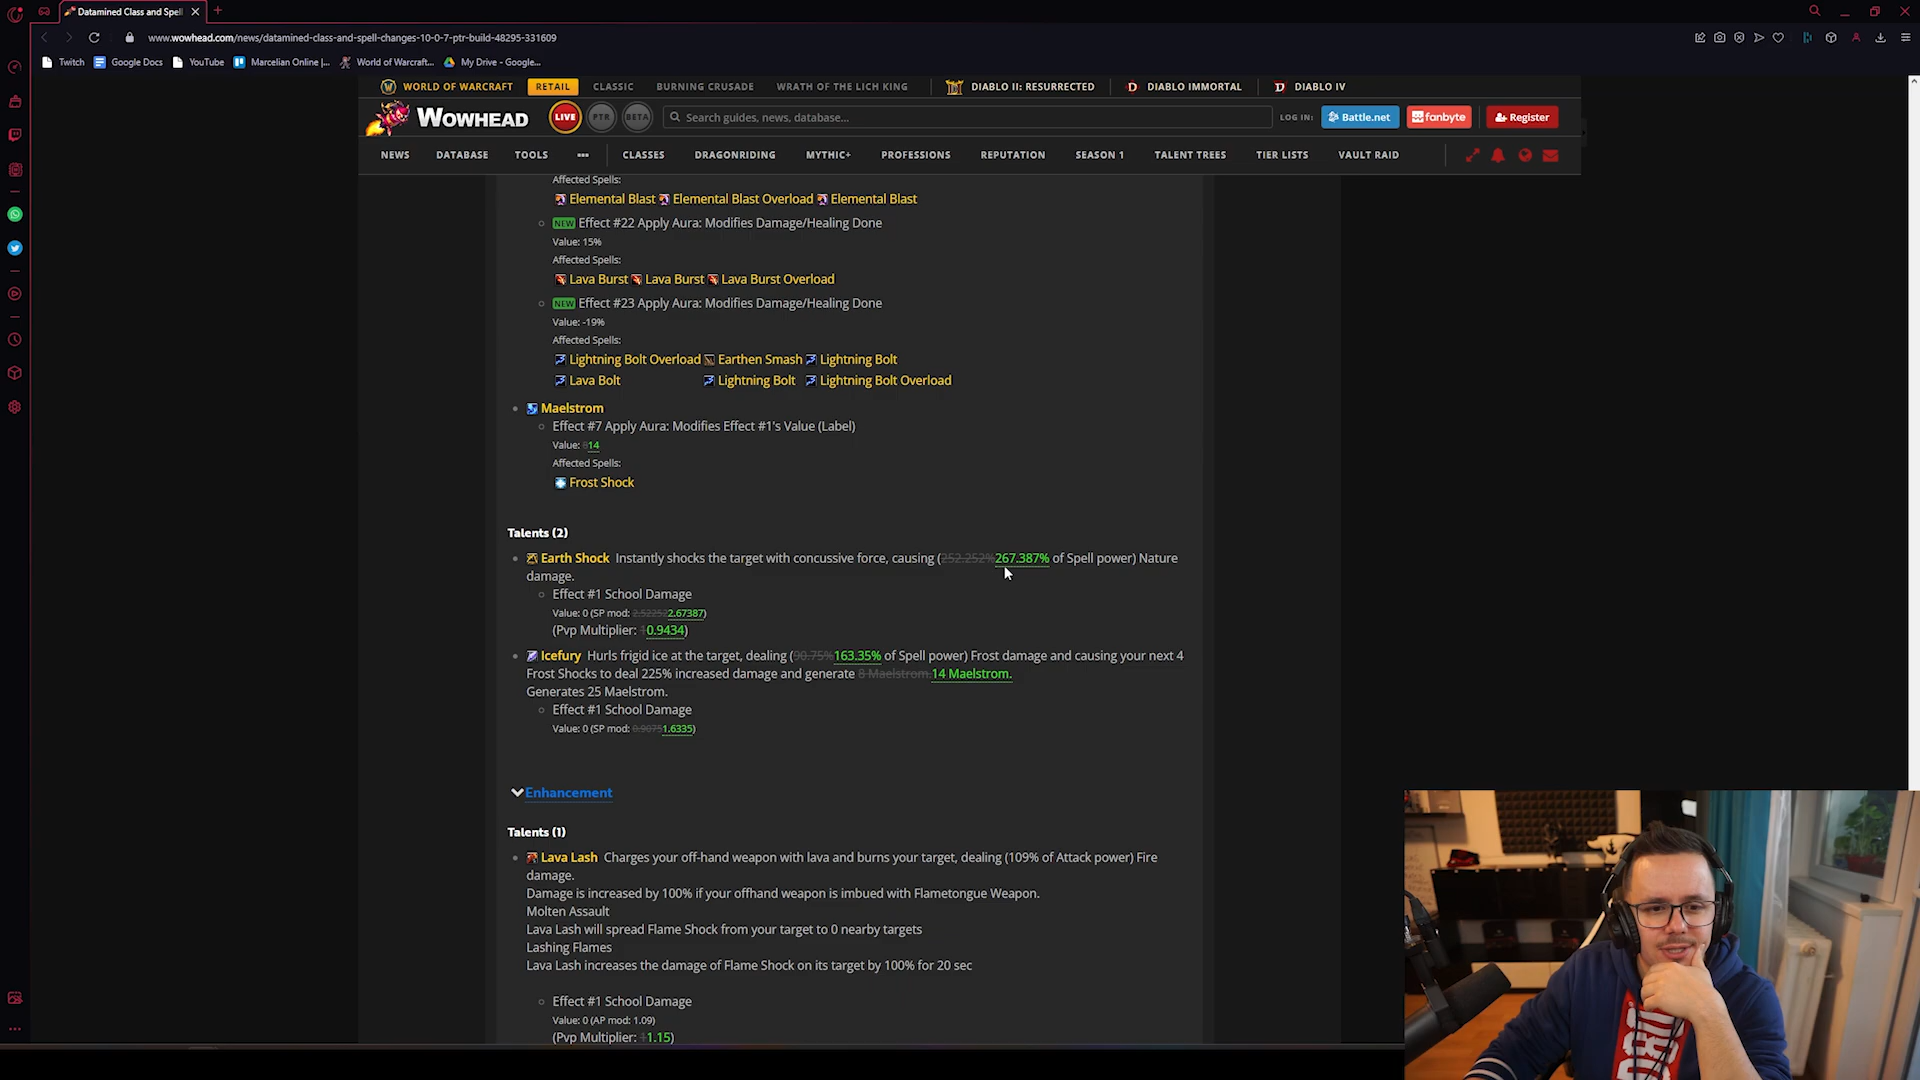 Datamined Class and Spell
www.wowhead.com/news/datamined-class-and-spell-changes-10-0-7-ptr-build-48295-331609
Twitch Google Docs YouTube Marcelian Online |... World of Warcraft... My Drive - Google...
WORLD OF WARCRAFT RETAIL CLASSIC BURNING CRUSADE WRATH OF THE LICH KING DIABLO II: RESURRECTED DIABLO IMMORTAL DIABLO IV
WOWHEAD LIVE PTR BETA Search guides, news, database... LOG IN: Battle.net fanbyte Register
NEWS DATABASE TOOLS ... CLASSES DRAGONRIDING MYTHIC+ PROFESSIONS REPUTATION SEASON 1 TALENT TREES TIER LISTS VAULT RAID
Affected Spells:
Elemental Blast Elemental Blast Overload Elemental Blast
NEW Effect #22 Apply Aura: Modifies Damage/Healing Done
Value: 15%
Affected Spells:
Lava Burst Lava Burst Lava Burst Overload
NEW Effect #23 Apply Aura: Modifies Damage/Healing Done
Value: -19%
Affected Spells:
Lightning Bolt Overload Earthen Smash Lightning Bolt
Lava Bolt Lightning Bolt Lightning Bolt Overload
Maelstrom
Effect #7 Apply Aura: Modifies Effect #1's Value (Label)
Value: 814
Affected Spells:
Frost Shock
Talents (2)
Earth Shock Instantly shocks the target with concussive force, causing (252.252%267.387% of Spell power) Nature
damage.
Effect #1 School Damage
Value: 0 (SP mod: 2.522522.67387)
(Pvp Multiplier: 10.9434)
Icefury Hurls frigid ice at the target, dealing (90.75%163.35% of Spell power) Frost damage and causing your next 4
Frost Shocks to deal 225% increased damage and generate 8 Maelstrom.14 Maelstrom.
Generates 25 Maelstrom.
Effect #1 School Damage
Value: 0 (SP mod: 0.90751.6335)
Enhancement
Talents (1)
Lava Lash Charges your off-hand weapon with lava and burns your target, dealing (109% of Attack power) Fire
damage.
Damage is increased by 100% if your offhand weapon is imbued with Flametongue Weapon.
Molten Assault
Lava Lash will spread Flame Shock from your target to 0 nearby targets
Lashing Flames
Lava Lash increases the damage of Flame Shock on its target by 100% for 20 sec
Effect #1 School Damage
Value: 0 (AP mod: 1.09)
(Pvp Multiplier: 11.15)